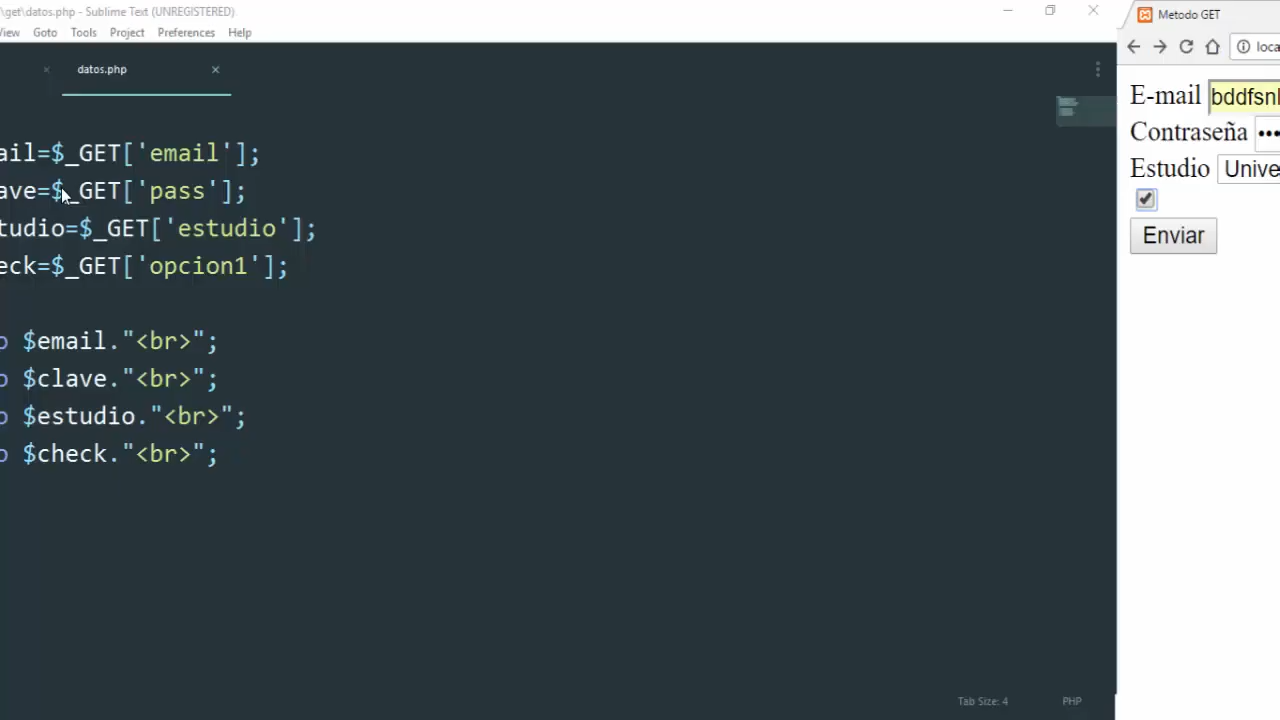 \get\datos.php - Sublime Text (UNREGISTERED)
View Goto Tools Project Preferences Help
datos.php
ail=$_GET['email'];
ave=$_GET['pass'];
tudio=$_GET['estudio'];
eck=$_GET['opcion1'];
o $email."<br>";
o $clave."<br>";
o $estudio."<br>";
o $check."<br>";
Tab Size: 4 PHP
Metodo GET
loca
E-mail bddfsnl
Contraseña
Estudio Unive
Enviar